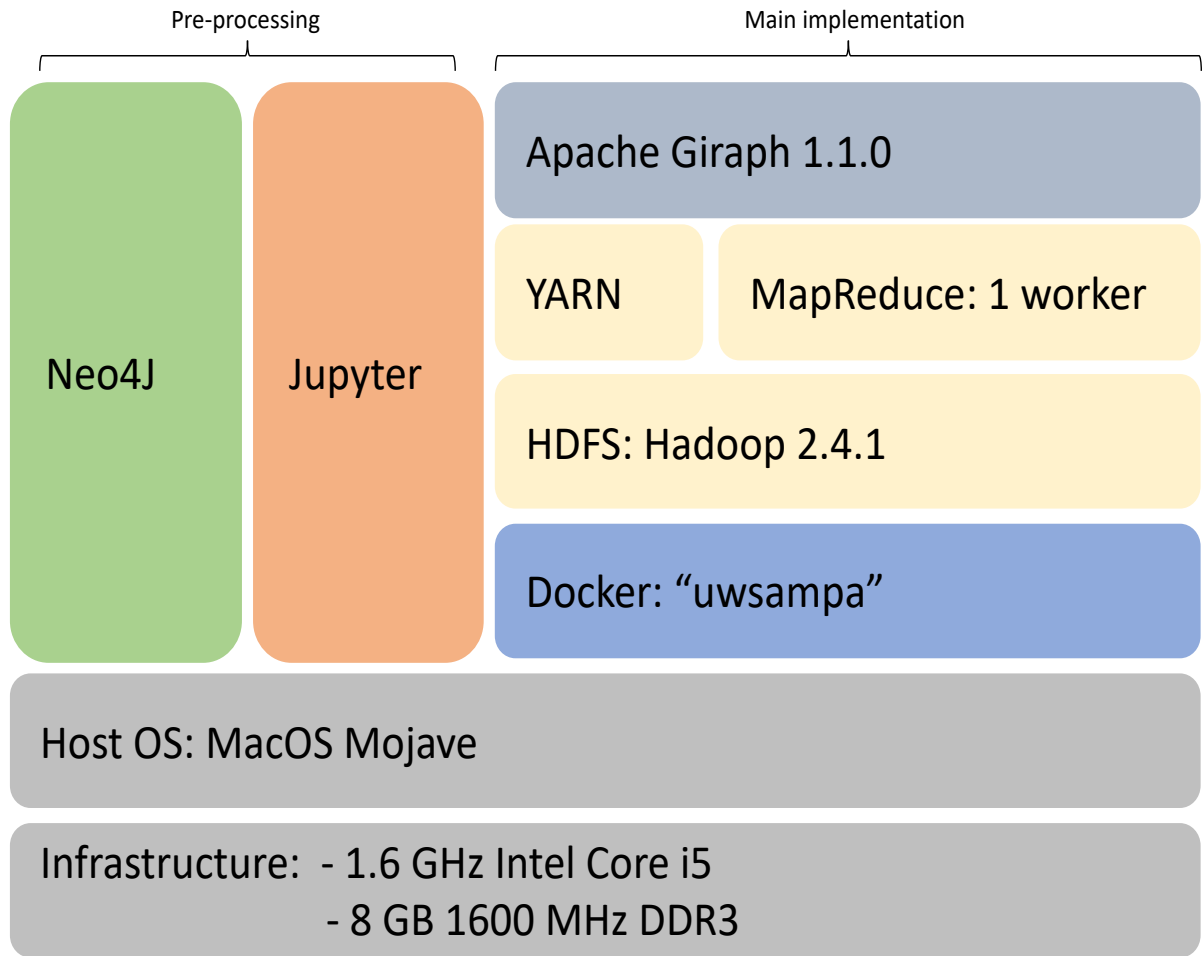 Pre-processing
Main implementation
Neo4J
Jupyter
Apache Giraph 1.1.0
YARN
MapReduce: 1 worker
HDFS: Hadoop 2.4.1
Docker: “uwsampa”
Host OS: MacOS Mojave
Infrastructure:  - 1.6 GHz Intel Core i5
- 8 GB 1600 MHz DDR3